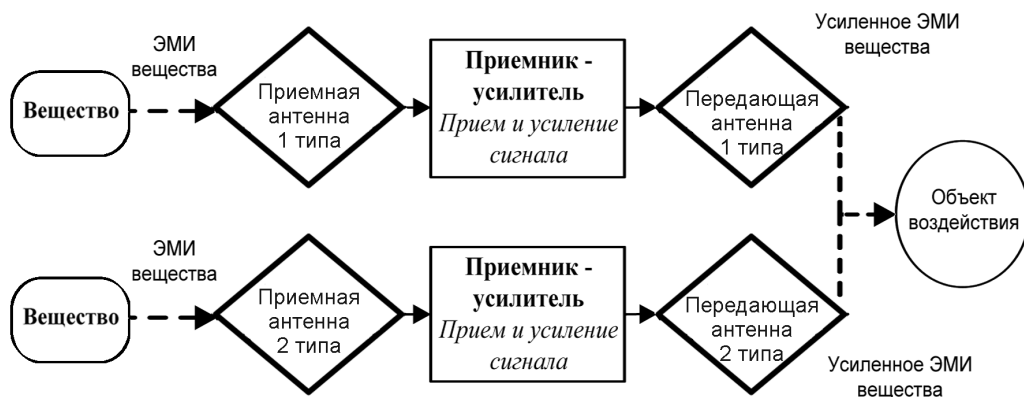 Вещество
ЭМИ
вещества
Приемная
антенна
1 типа
Приемник -
усилитель
Прием и усиление
сигнала
Передающая
антенна
1 типа
Усиленное ЭМИ
вещества
Объект
воздействия
Вещество
ЭМИ
вещества
Приемная
антенна
2 типа
Приемник -
усилитель
Прием и усиление
сигнала
Передающая
антенна
2 типа
Усиленное ЭМИ
вещества